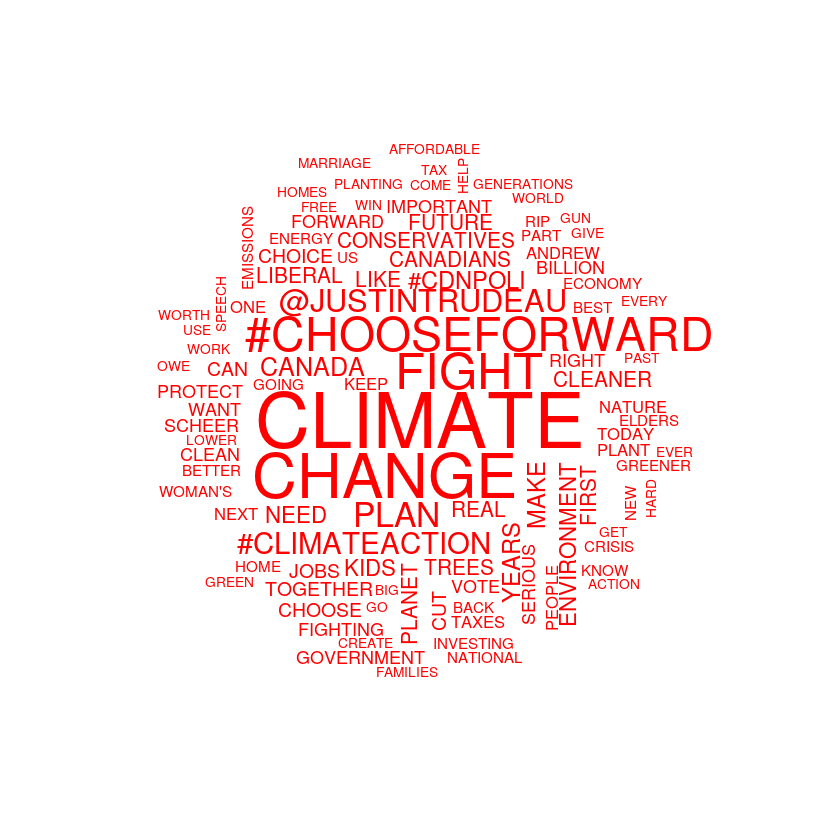 AFFORDABLE
MARRIAGE
TAX
HELP
PLANTING
COME
GENERATIONS
HOMES
WORLD
FREE
WIN
IMPORTANT
EMISSIONS
FORWARD
FUTURE
RIP
GUN
ENERGY
CONSERVATIVES
PART
GIVE
CHOICE
US
CANADIANS
ANDREW
BILLION
LIBERAL
LIKE
#CDNPOLI
ECONOMY
SPEECH
ONE
@JUSTINTRUDEAU
BEST
EVERY
WORTH
USE
#CHOOSEFORWARD
WORK
OWE
CAN
CANADA
FIGHT
RIGHT
PAST
PROTECT
GOING
KEEP
CLEANER
WANT
CLIMATE
NATURE
SCHEER
ELDERS
LOWER
TODAY
CLEAN
PLANT
EVER
BETTER
CHANGE
GREENER
WOMAN'S
MAKE
ENVIRONMENT
FIRST
NEW
HARD
NEXT
NEED
PLAN
REAL
#CLIMATEACTION
YEARS
SERIOUS
GET
CRISIS
HOME
JOBS
KIDS
TREES
PEOPLE
KNOW
GREEN
TOGETHER
BIG
PLANET
CUT
VOTE
ACTION
CHOOSE
GO
BACK
FIGHTING
TAXES
CREATE
INVESTING
GOVERNMENT
NATIONAL
FAMILIES